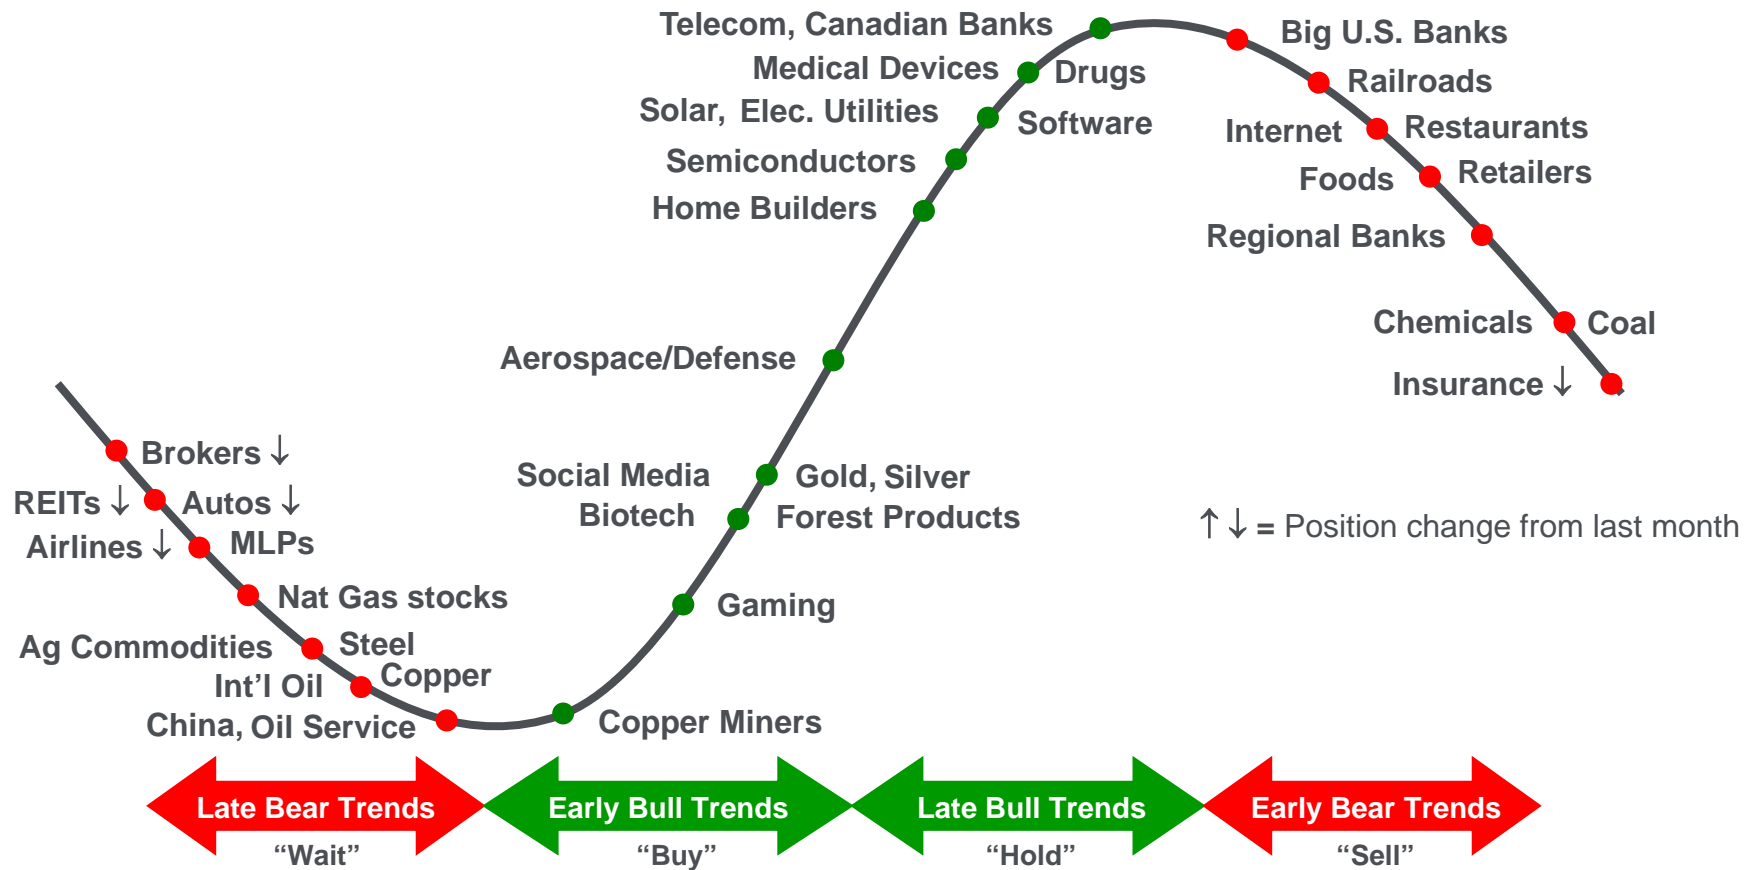 Telecom, Canadian Banks
Big U.S. Banks
Medical Devices
Drugs
Railroads
Solar, Elec. Utilities
Software
Internet
Restaurants
Semiconductors
Foods
Retailers
Home Builders
Regional Banks
Chemicals
Coal
Aerospace/Defense
Insurance ↓
Brokers ↓
Social Media
Gold, Silver
REITs ↓
Autos ↓
Biotech
Forest Products
↑↓ = Position change from last month
Airlines ↓
MLPs
Nat Gas stocks
Gaming
Ag Commodities
Steel
Int’l Oil
Copper
China, Oil Service
Copper Miners
Late Bear Trends
Early Bull Trends
Late Bull Trends
Early Bear Trends
“Wait”
“Buy”
“Hold”
“Sell”